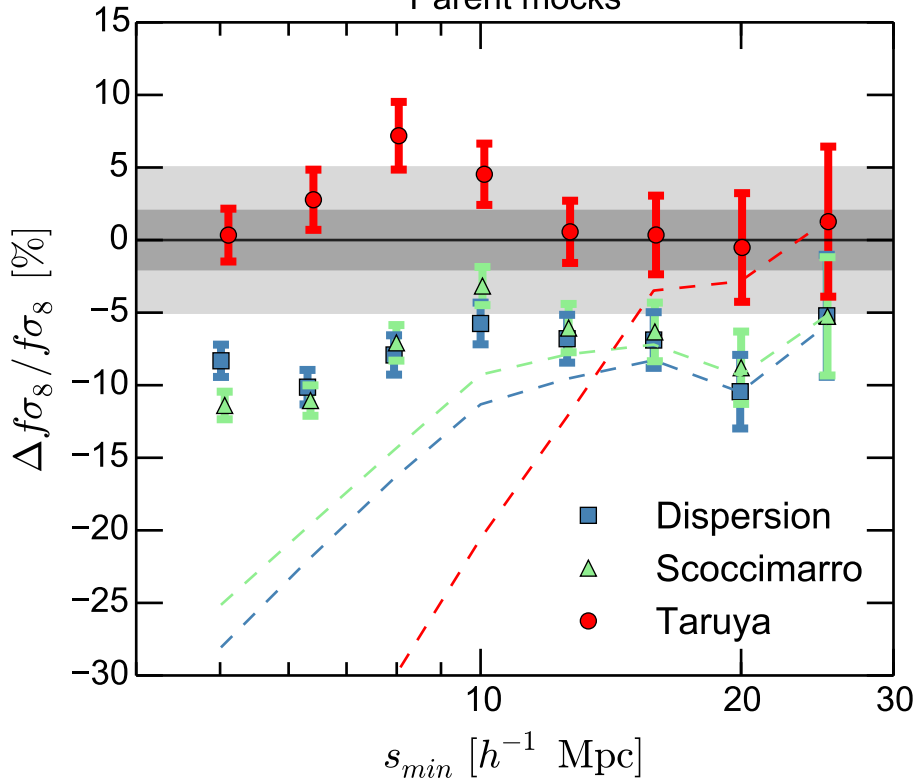 Parent mocks
15
10
5
0
−5
−10
−15
−20
−25
−30
Δfσ8/fσ8 [%]
Dispersion
Scoccimarro
Taruya
10 20 30
smin [h−1 Mpc]